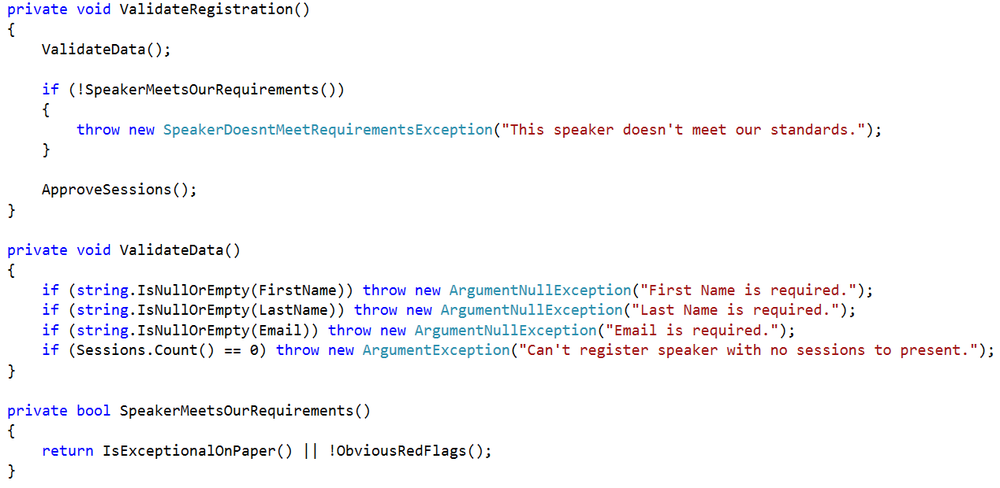 private void ValidateRegistration()
{
    ValidateData();

    if (!SpeakerMeetsOurRequirements())
    {
        throw new SpeakerDoesntMeetRequirementsException("This speaker doesn't meet our standards.");
    }

    ApproveSessions();
}

private void ValidateData()
{
    if (string.IsNullOrEmpty(FirstName)) throw new ArgumentNullException("First Name is required.");
    if (string.IsNullOrEmpty(LastName)) throw new ArgumentNullException("Last Name is required.");
    if (string.IsNullOrEmpty(Email)) throw new ArgumentNullException("Email is required.");
    if (Sessions.Count() == 0) throw new ArgumentException("Can't register speaker with no sessions to present.");
}

private bool SpeakerMeetsOurRequirements()
{
    return IsExceptionalOnPaper() || !ObviousRedFlags();
}